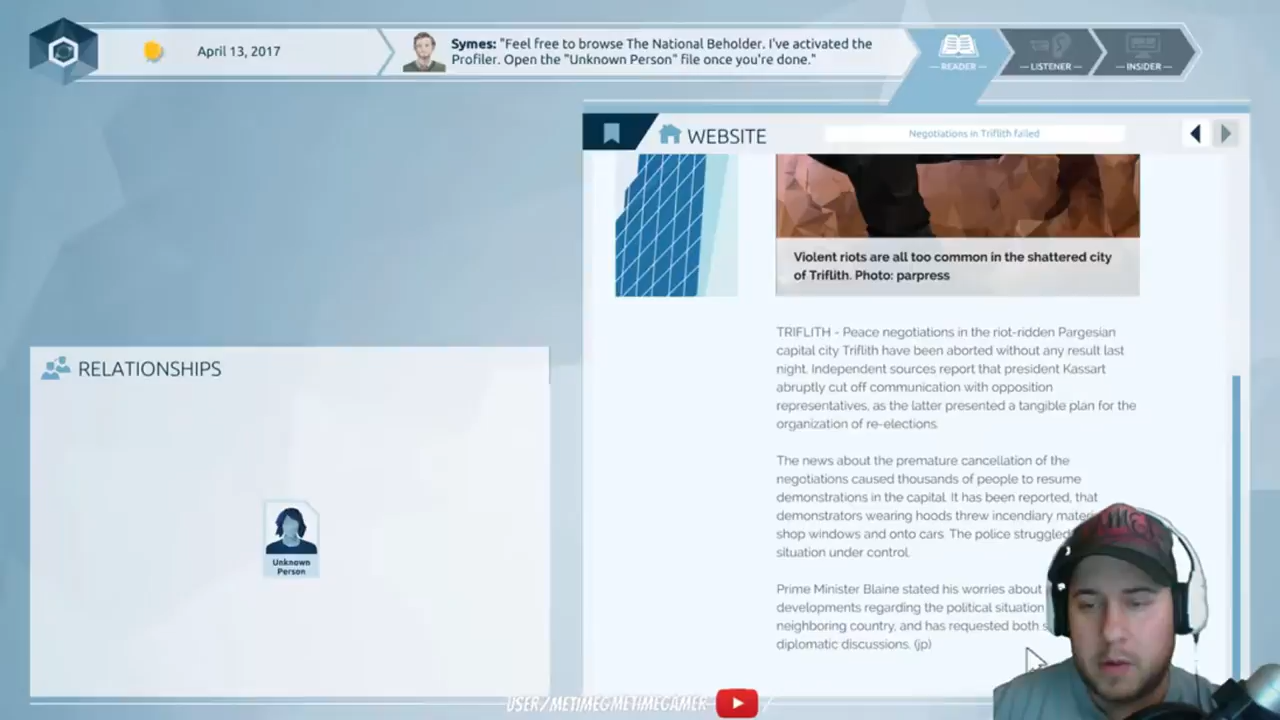 April 13, 2017
Symes: "Feel free to browse The National Beholder. I've activated the
Profiler. Open the "Unknown Person" file once you're done."
READER
LISTENER
INSIDER
WEBSITE
Negotiations in Triflith failed
Violent riots are all too common in the shattered city
of Triflith. Photo: parpress
TRIFLITH - Peace negotiations in the riot-ridden Pargesian
capital city Triflith have been aborted without any result last
night. Independent sources report that president Kassart
abruptly cut off communication with opposition
representatives, as the latter presented a tangible plan for the
organization of re-elections.
The news about the premature cancellation of the
negotiations caused thousands of people to resume
demonstrations in the capital. It has been reported, that
demonstrators wearing hoods threw incendiary
shop windows and onto cars. The police struggled
situation under control.
Prime Minister Blaine stated his worries about
developments regarding the political situation
neighboring country, and has requested both
diplomatic discussions. (jp)
RELATIONSHIPS
Unknown
Person
USER/METIMEGMETIMEGAMER